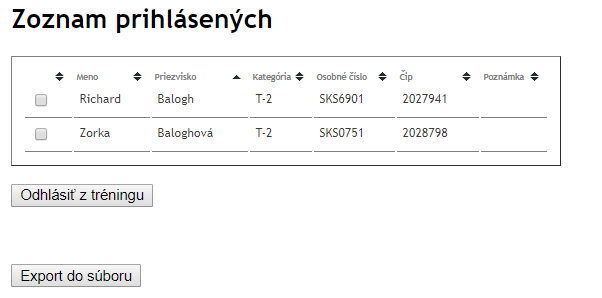 Zoznam prihlásených
Meno Priezvisko Kategória Osobné číslo Čip Poznámka
Richard Balogh T-2 SKS6901 2027941
Zorka Baloghová T-2 SKS0751 2028798
Odhlásiť z tréningu
Export do súboru